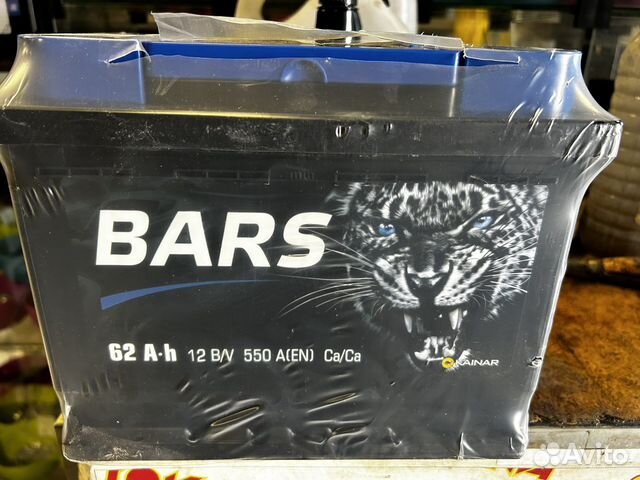 BARS
62 A·h 12 B/V 550 A(EN) Ca/Ca
KAINAR
Avito